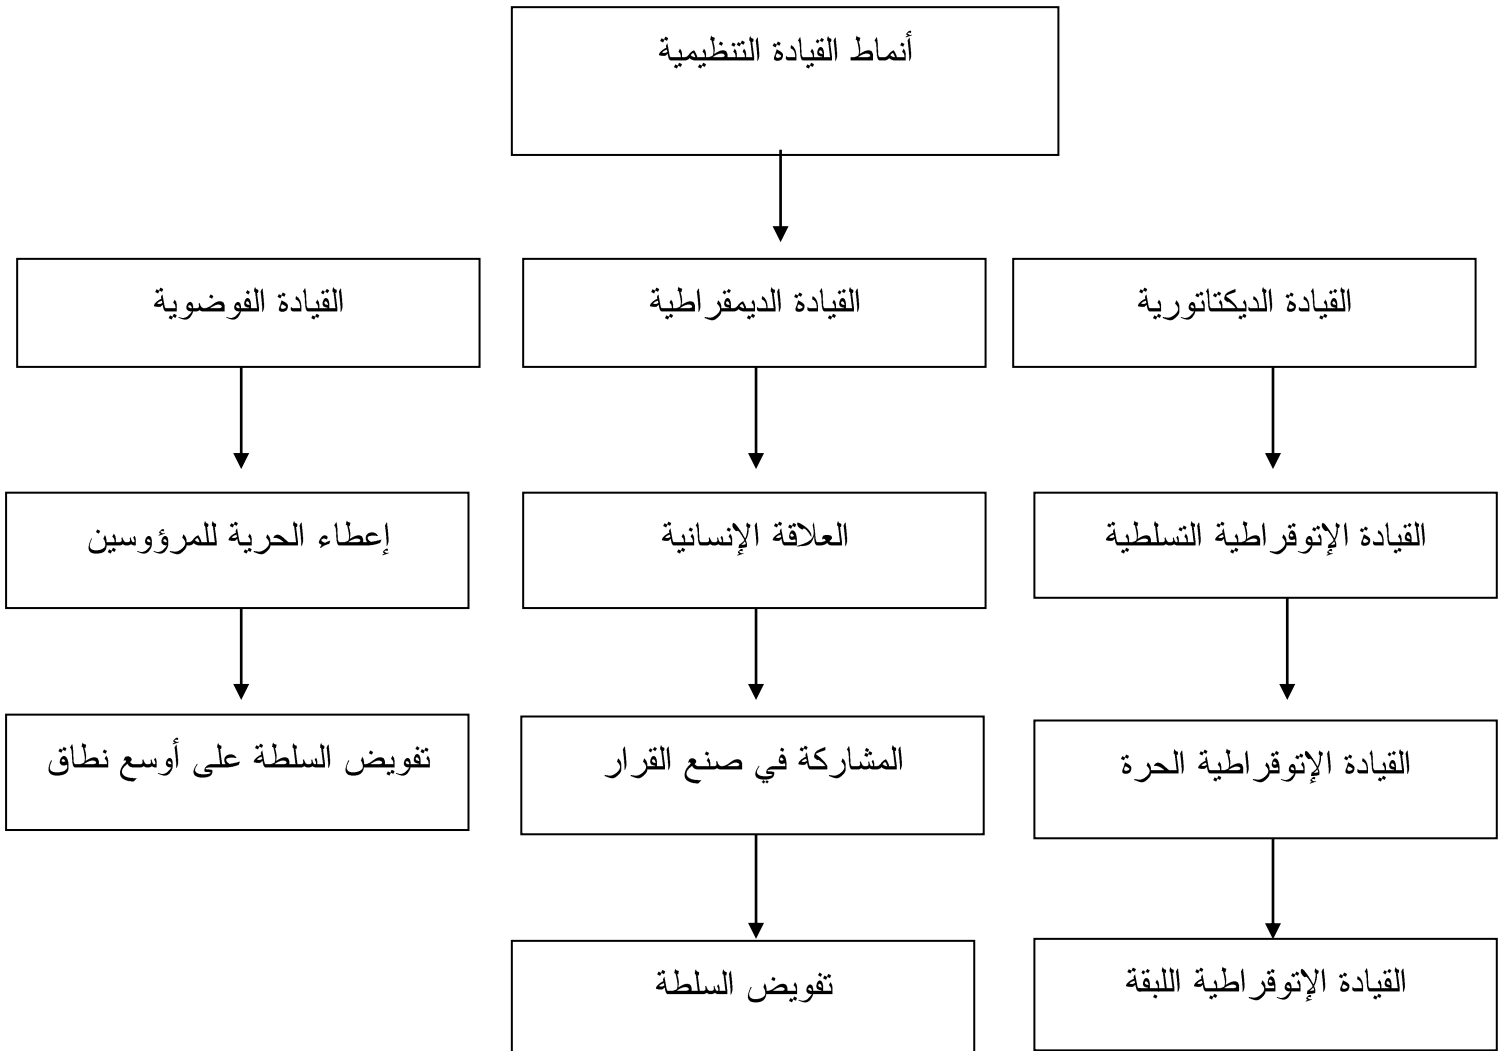 أنماط القيادة التنظيمية
القيادة الديكتاتورية
القيادة الديمقراطية
القيادة الفوضوية
القيادة الإتوقراطية التسلطية
العلاقة الإنسانية
إعطاء الحرية للمرؤوسين
القيادة الإتوقراطية الحرة
المشاركة في صنع القرار
تفويض السلطة على أوسع نطاق
القيادة الإتوقراطية اللبقة
تفويض السلطة